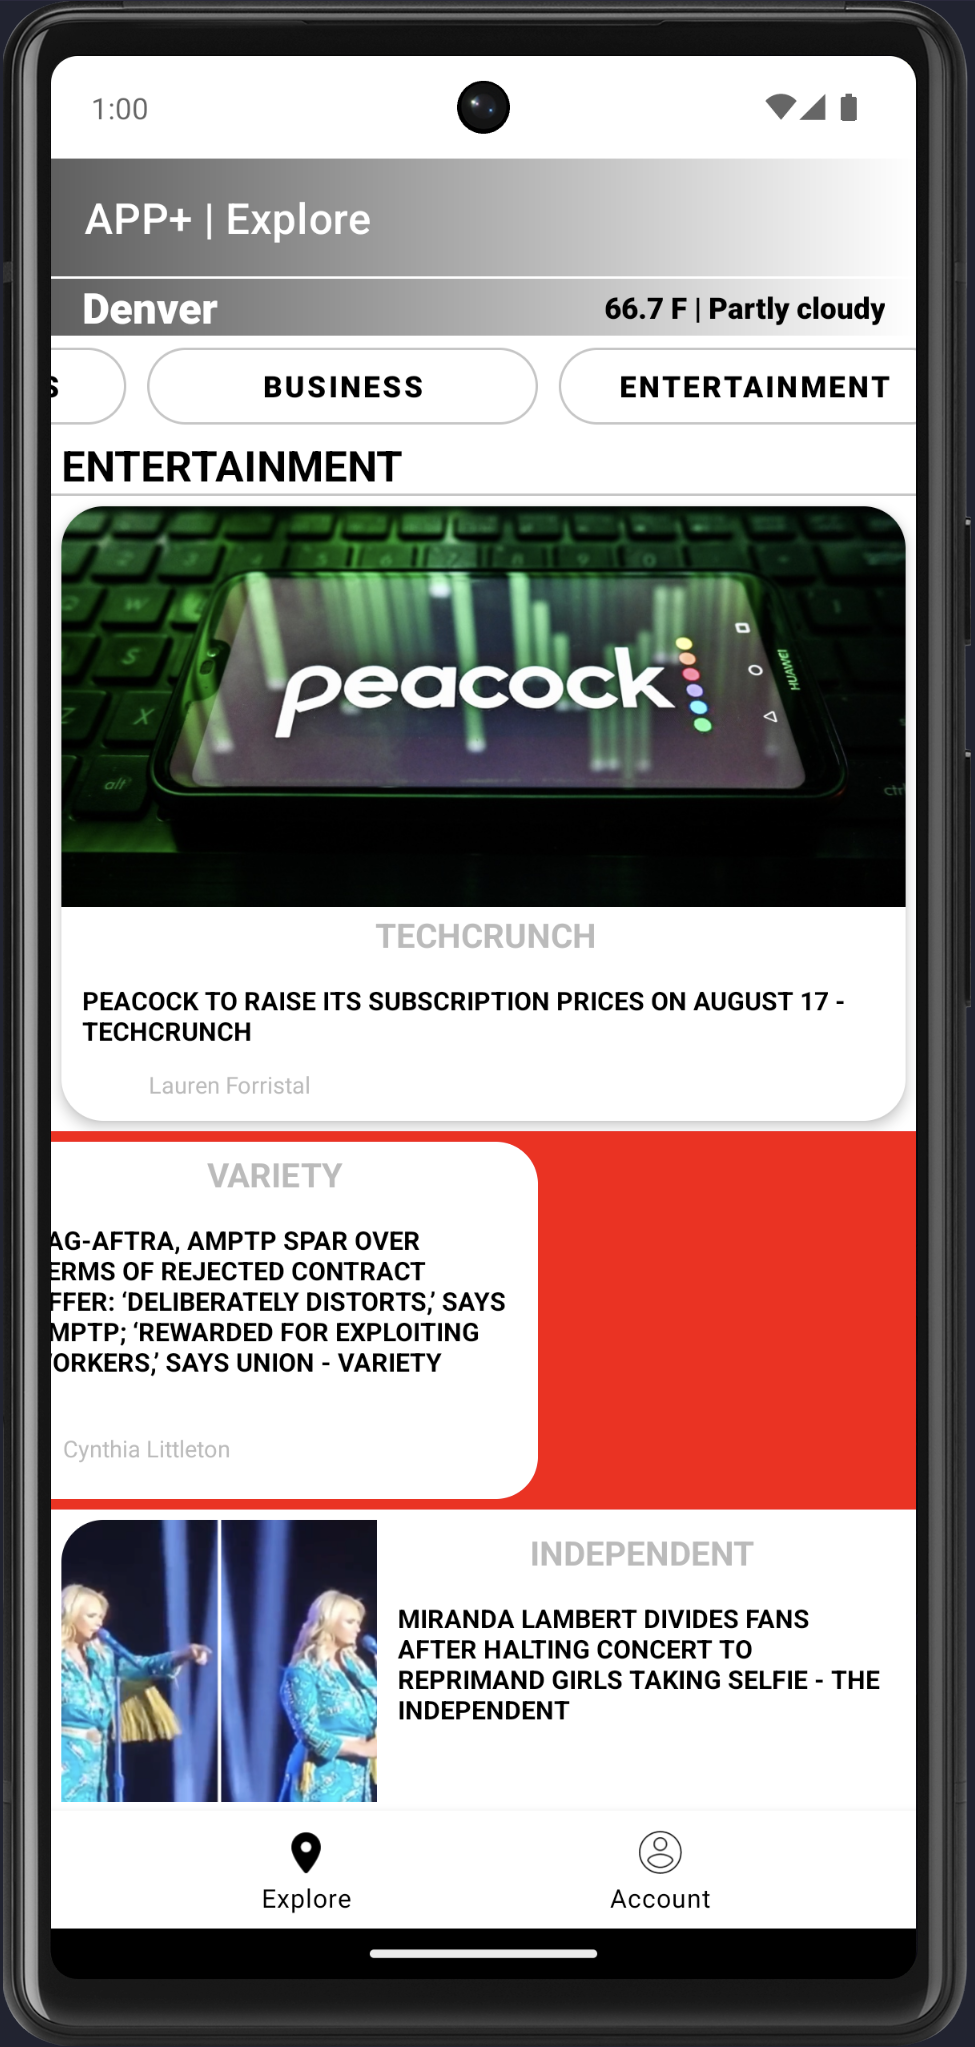 1:00
APP+ | Explore
Denver
66.7 F | Partly cloudy
S
BUSINESS
ENTERTAINMENT
ENTERTAINMENT
W
S
Z
X
alt
ctrl
peacock
HUAWEI
TECHCRUNCH
PEACOCK TO RAISE ITS SUBSCRIPTION PRICES ON AUGUST 17 -
TECHCRUNCH
Lauren Forristal
VARIETY
AG-AFTRA, AMPTP SPAR OVER
ERMS OF REJECTED CONTRACT
FFER: ‘DELIBERATELY DISTORTS,’ SAYS
MPTP; ‘REWARDED FOR EXPLOITING
ORKERS,’ SAYS UNION - VARIETY
Cynthia Littleton
INDEPENDENT
MIRANDA LAMBERT DIVIDES FANS
AFTER HALTING CONCERT TO
REPRIMAND GIRLS TAKING SELFIE - THE
INDEPENDENT
Explore
Account